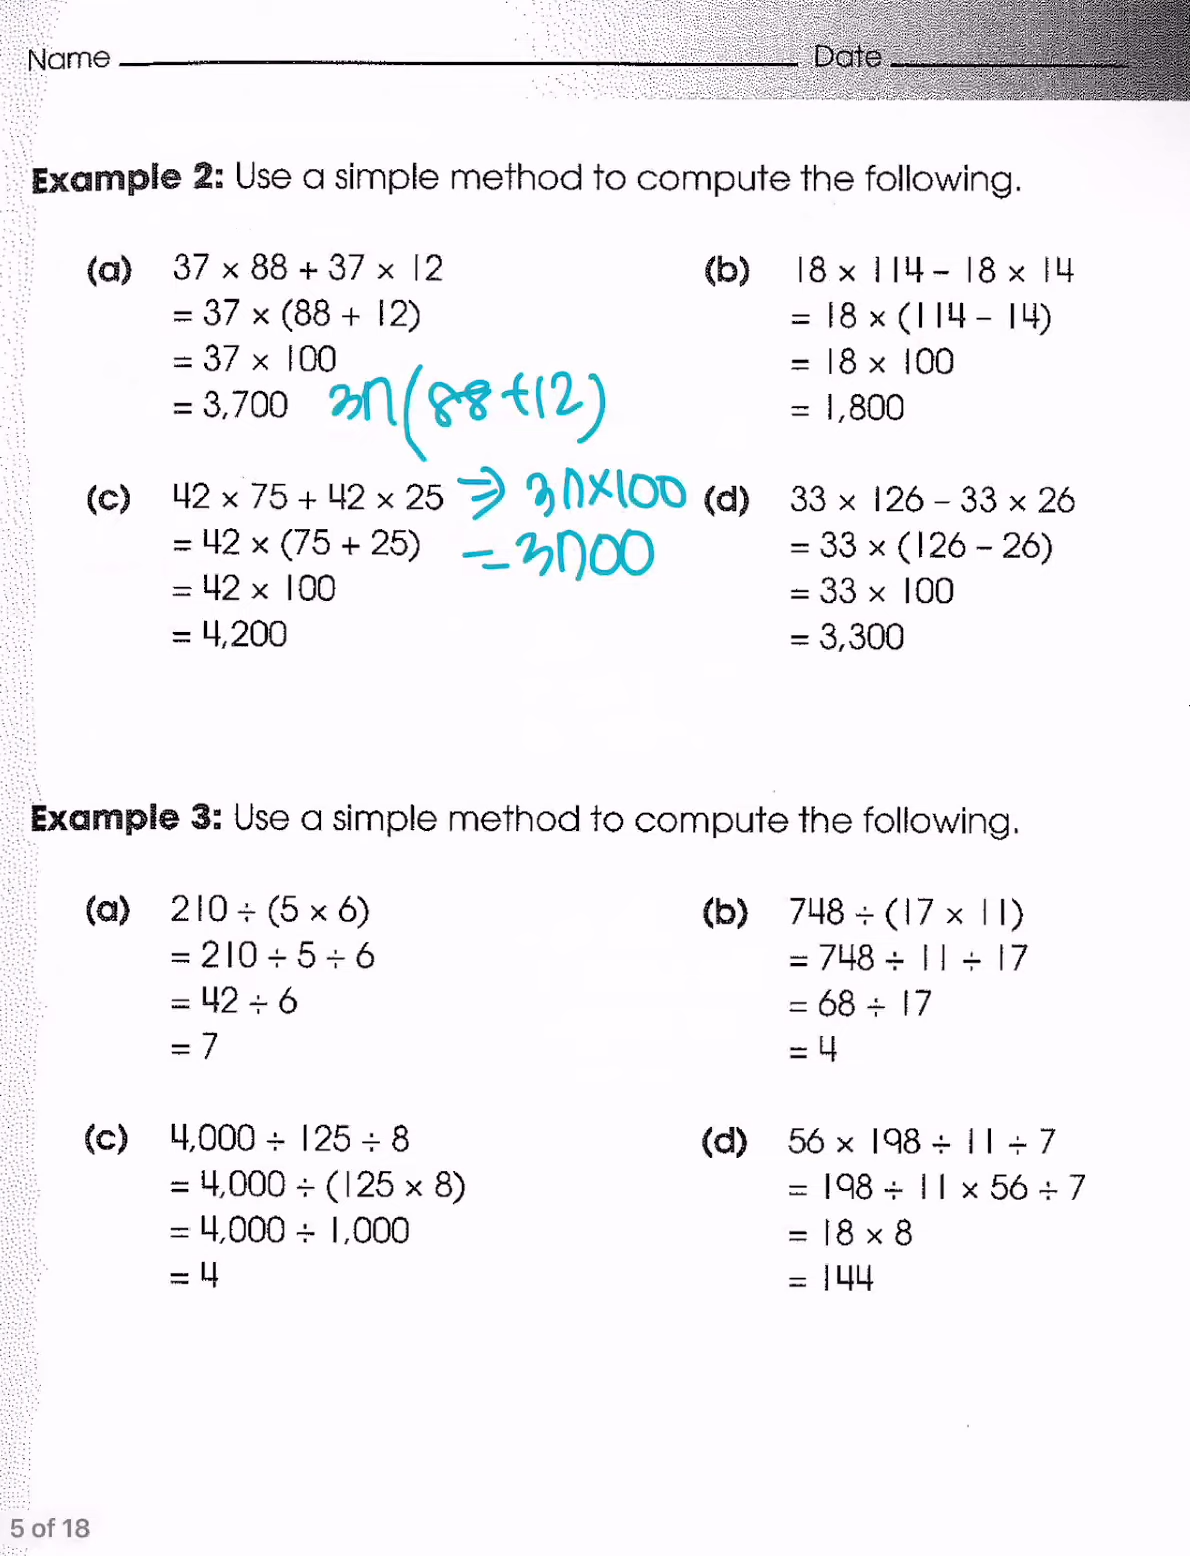 Name Date
Example 2: Use a simple method to compute the following.
(a) 37 × 88 + 37 × 12
= 37 × (88 + 12)
= 37 × 100
= 3,700
37(88+12)
⇒ 37×100
= 3700
(b) 18 × 114 – 18 × 14
= 18 × (114 – 14)
= 18 × 100
= 1,800
(c) 42 × 75 + 42 × 25
= 42 × (75 + 25)
= 42 × 100
= 4,200
(d) 33 × 126 – 33 × 26
= 33 × (126 – 26)
= 33 × 100
= 3,300
Example 3: Use a simple method to compute the following.
(a) 210 ÷ (5 × 6)
= 210 ÷ 5 ÷ 6
= 42 ÷ 6
= 7
(b) 748 ÷ (17 × 11)
= 748 ÷ 11 ÷ 17
= 68 ÷ 17
= 4
(c) 4,000 ÷ 125 ÷ 8
= 4,000 ÷ (125 × 8)
= 4,000 ÷ 1,000
= 4
(d) 56 × 198 ÷ 11 ÷ 7
= 198 ÷ 11 × 56 ÷ 7
= 18 × 8
= 144
5 of 18